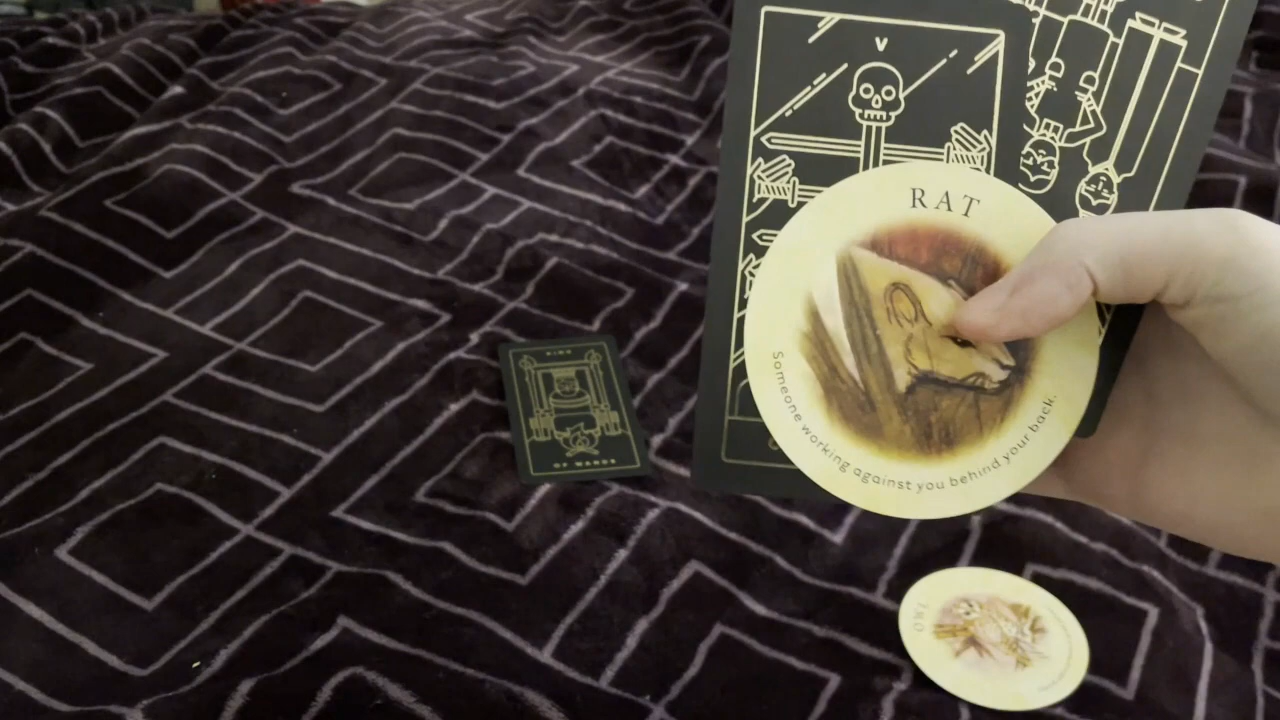 V
RAT
Someone working against you behind your back.
KING
OF WANDS
OWL